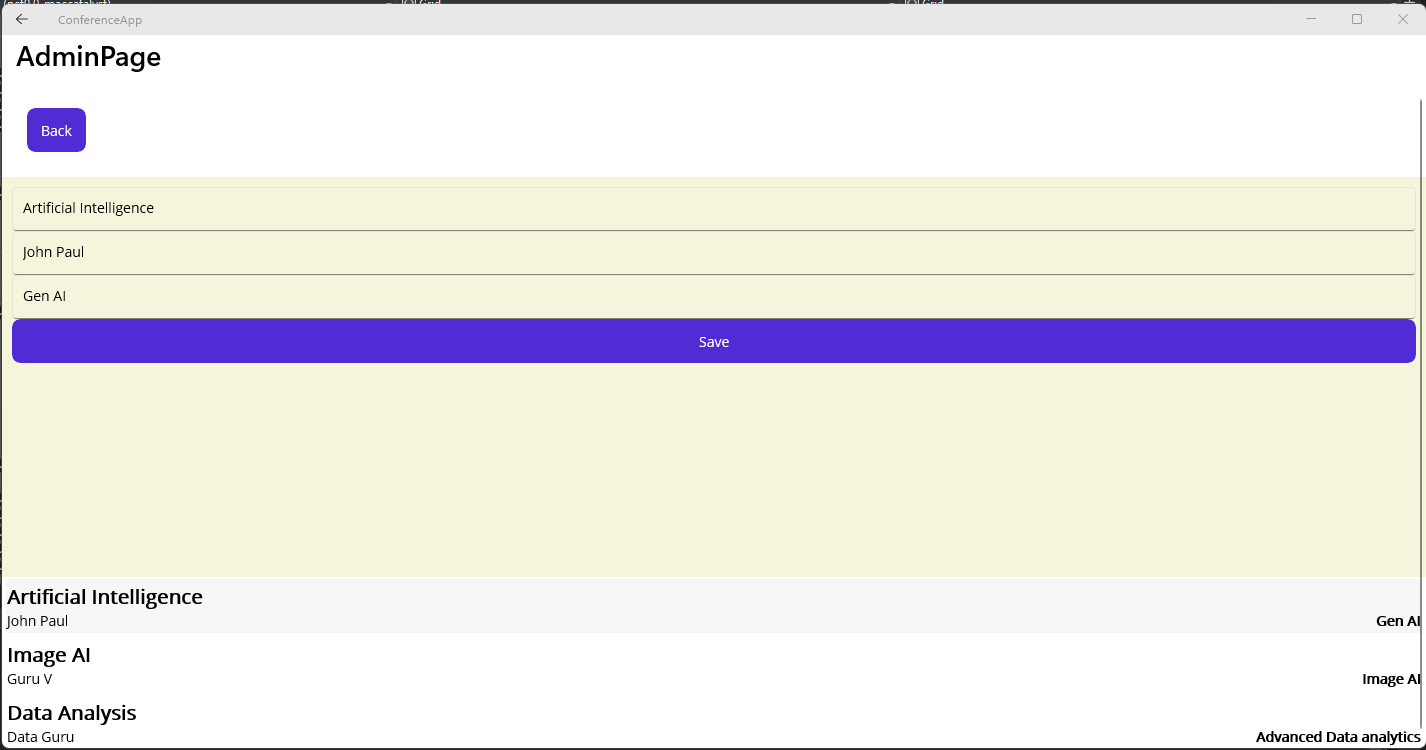 ConferenceApp
AdminPage
Back
Artificial Intelligence
John Paul
Gen AI
Save
Artificial Intelligence
John Paul Gen AI
Image AI
Guru V Image AI
Data Analysis
Data Guru Advanced Data analytics